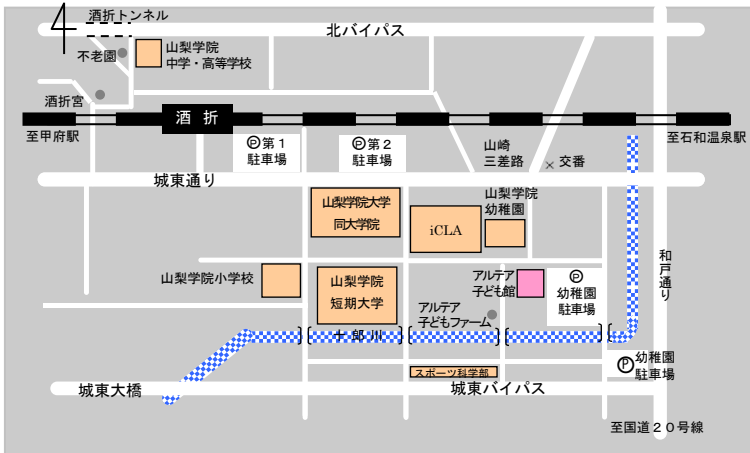 酒折トンネル
北バイパス
不老園
山梨学院
中学・高等学校
酒折宮
酒 折
至甲府駅
Ⓟ第１
駐車場
Ⓟ第２
駐車場
山崎
三差路
交番
至石和温泉駅
城東通り
山梨学院大学
同大学院
iCLA
山梨学院
幼稚園
山梨学院小学校
山梨学院
短期大学
アルテア
子ども館
Ⓟ
幼稚園
駐車場
和戸通り
アルテア
子どもファーム
十郎川
Ⓟ幼稚園
駐車場
スポーツ科学部
城東大橋
城東バイパス
至国道２０号線